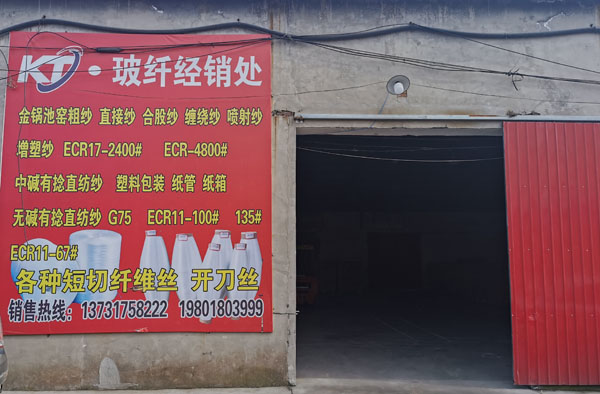 KT·玻纤经销处
金锅池窑粗纱 直接纱 合股纱 缠绕纱 喷射纱
增塑纱 ECR17-2400# ECR-4800#
中碱有捻直纺纱 塑料包装 纸管 纸箱
无碱有捻直纺纱 G75 ECR11-100# 135#
ECR11-67#
各种短切纤维丝 开刀丝
销售热线：13731758222 19801803999